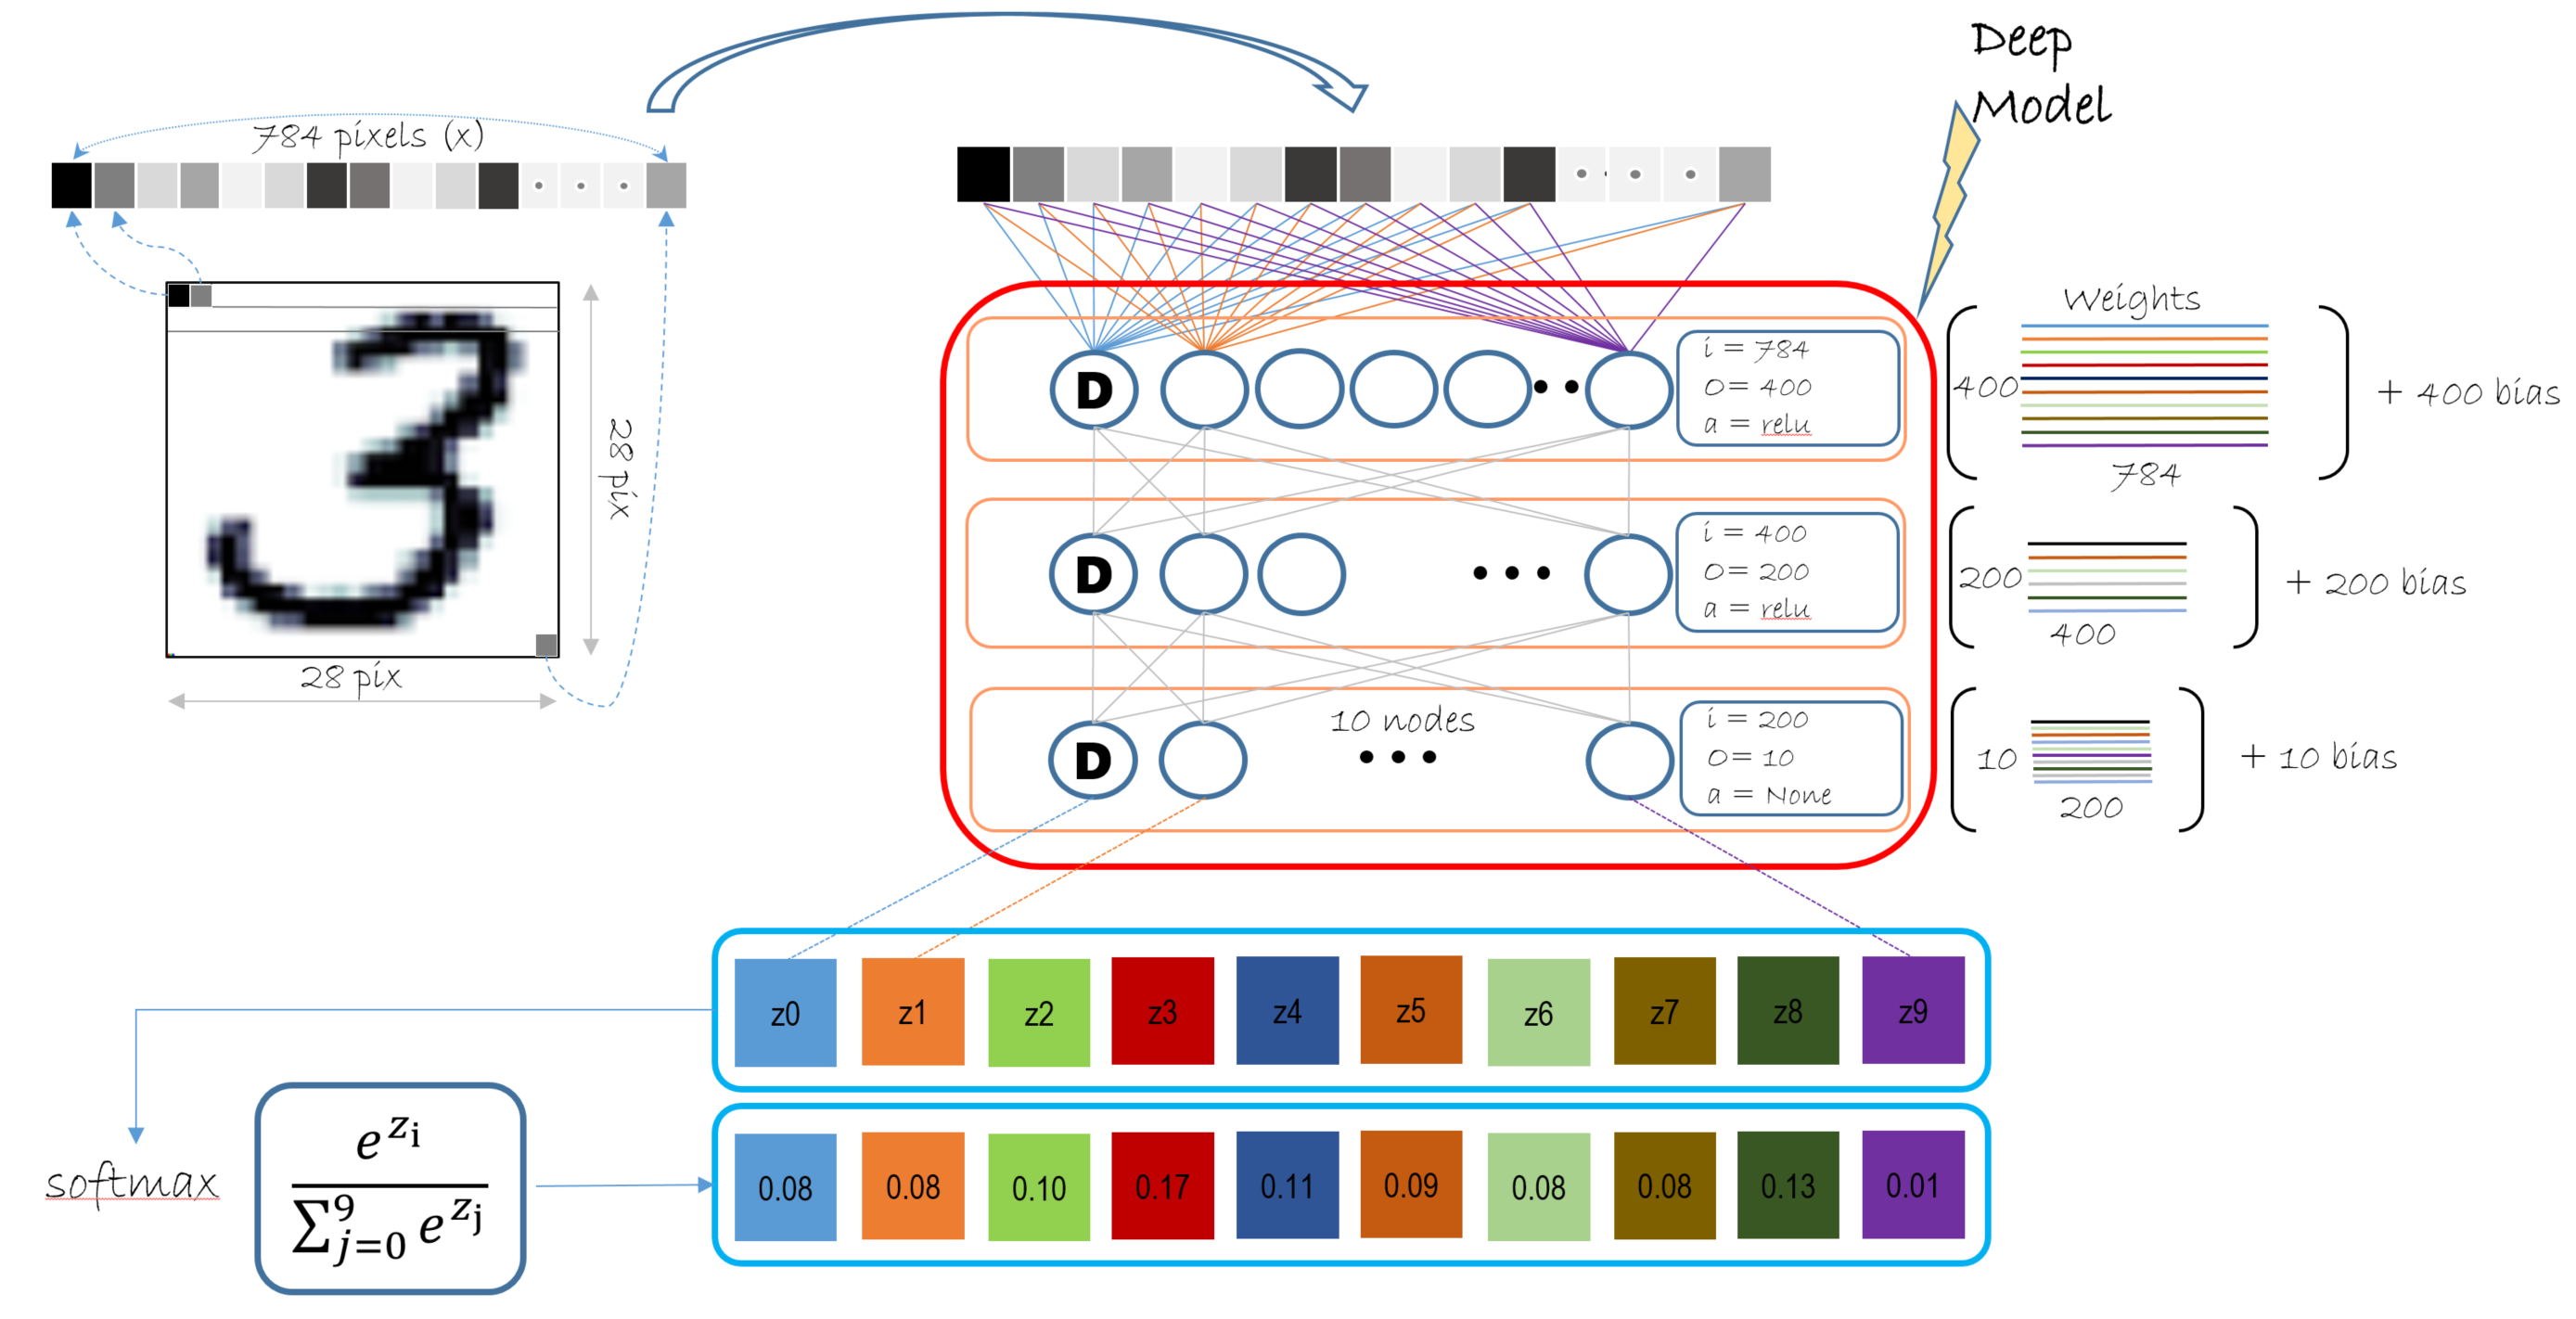 Deep
Model
784 pixels (x)
28 pix
28 pix
D
i = 784
O= 400
a = relu
Weights
400
784
+ 400 bias
D
i = 400
O= 200
a = relu
200
400
+ 200 bias
10 nodes
D
i = 200
O= 10
a = None
10
200
+ 10 bias
z0 z1 z2 z3 z4 z5 z6 z7 z8 z9
softmax
e^{z_i}
∑_{j=0}^{9} e^{z_j}
0.08 0.08 0.10 0.17 0.11 0.09 0.08 0.08 0.13 0.01